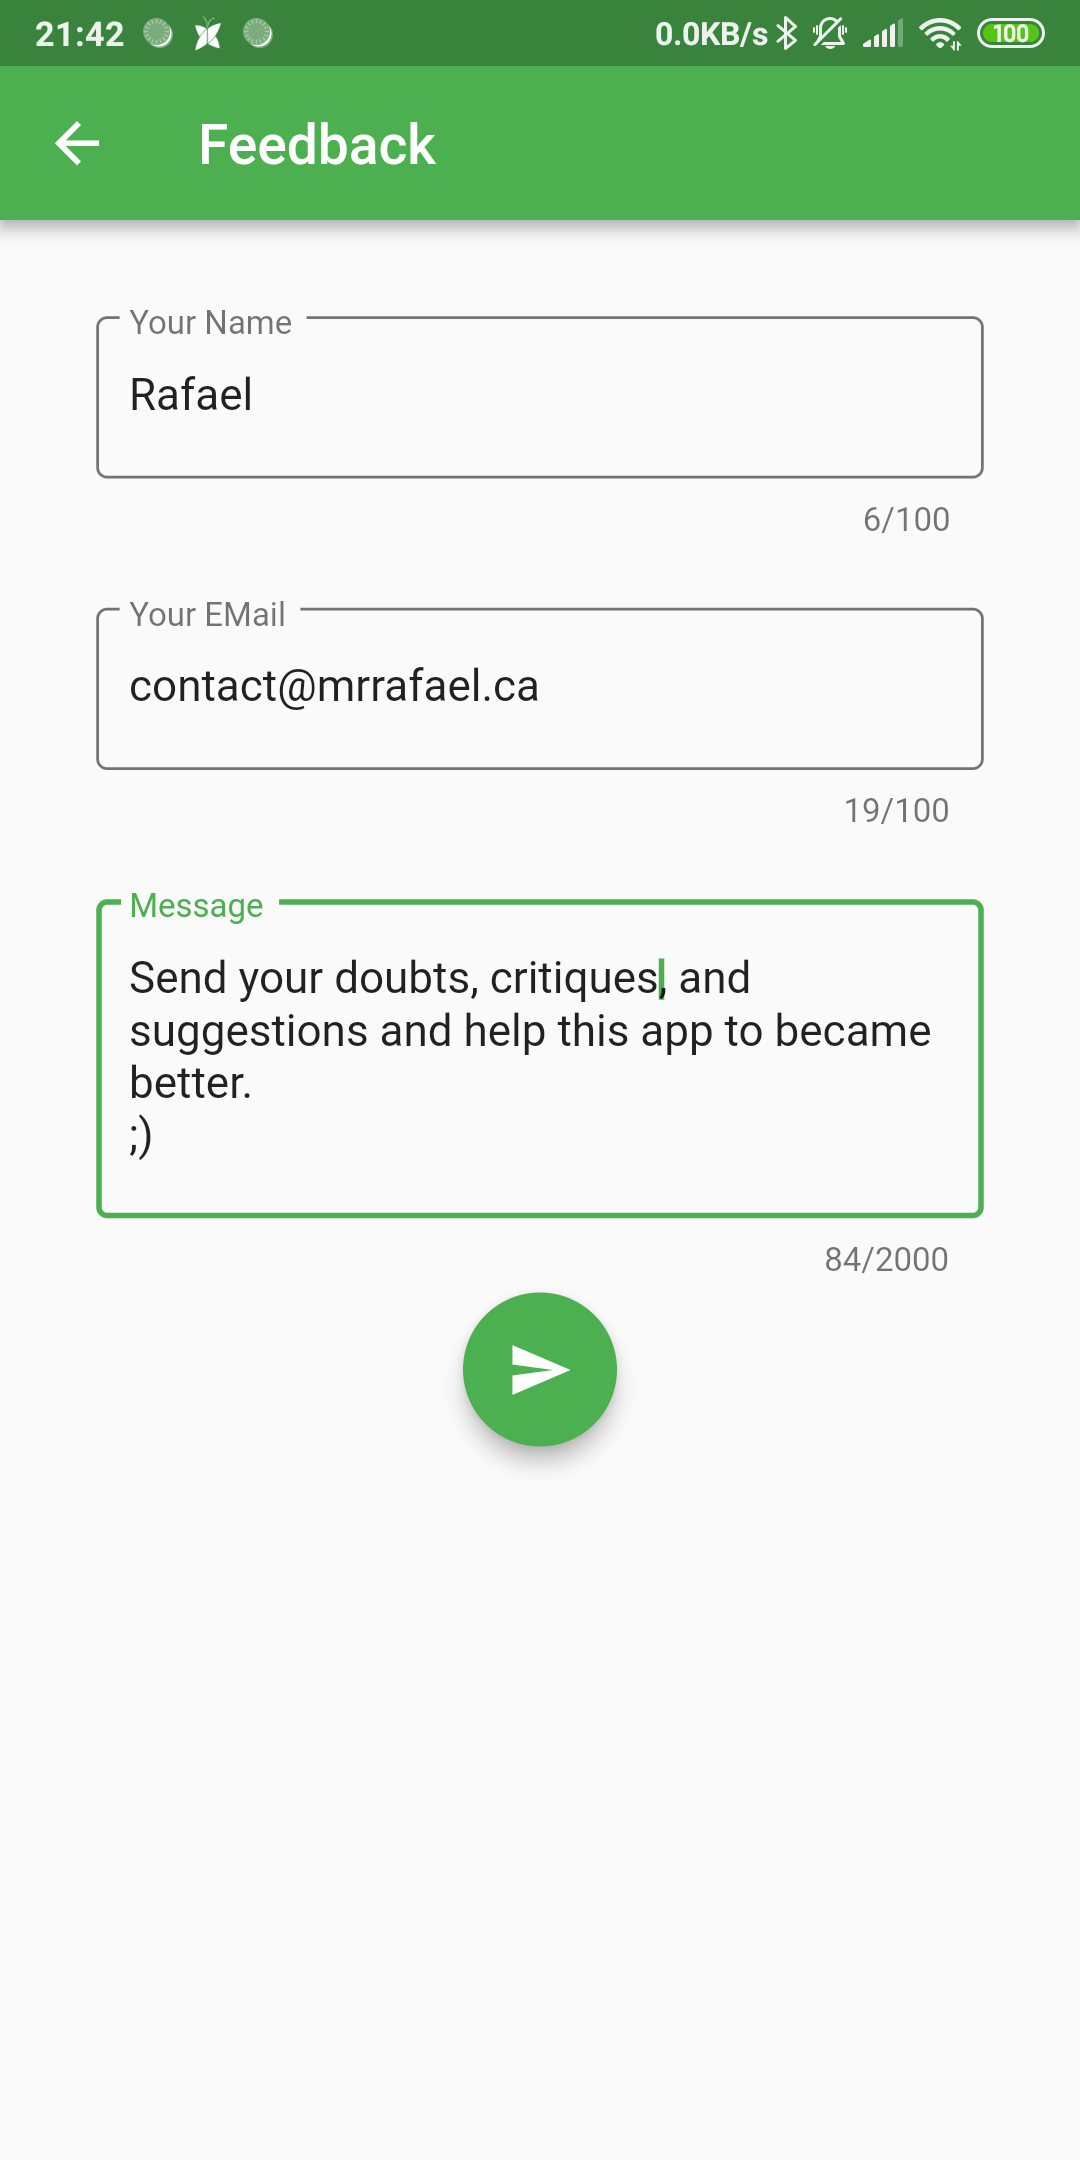 21:42 0.0KB/s 100
Feedback
Your Name
Rafael
6/100
Your EMail
contact@mrrafael.ca
19/100
Message
Send your doubts, critiques, and
suggestions and help this app to became
better.
;)
84/2000